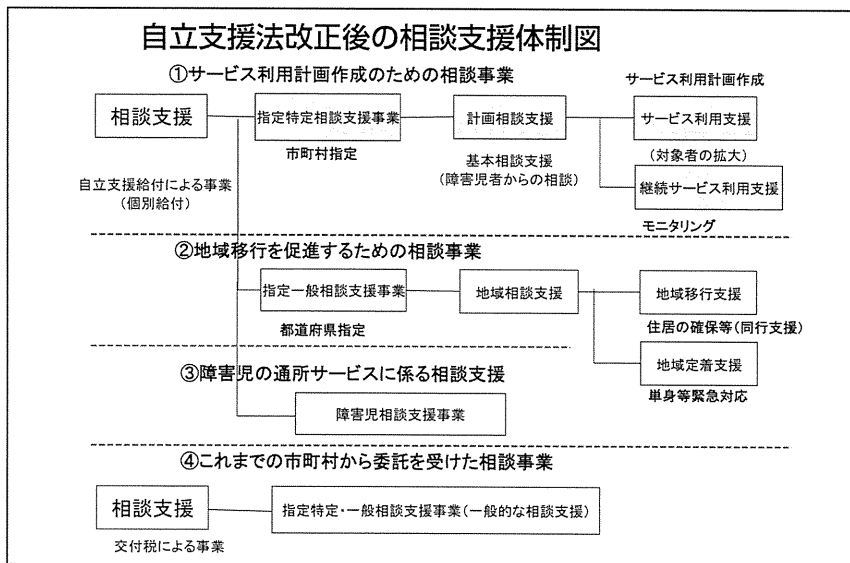 自立支援法改正後の相談支援体制図
①サービス利用計画作成のための相談事業
サービス利用計画作成
相談支援
指定特定相談支援事業
計画相談支援
サービス利用支援
市町村指定
基本相談支援
(障害児者からの相談)
(対象者の拡大)
自立支援給付による事業
(個別給付)
継続サービス利用支援
モニタリング
②地域移行を促進するための相談事業
指定一般相談支援事業
地域相談支援
地域移行支援
都道府県指定
住居の確保等(同行支援)
地域定着支援
単身等緊急対応
③障害児の通所サービスに係る相談支援
障害児相談支援事業
④これまでの市町村から委託を受けた相談事業
相談支援
指定特定・一般相談支援事業(一般的な相談支援)
交付税による事業